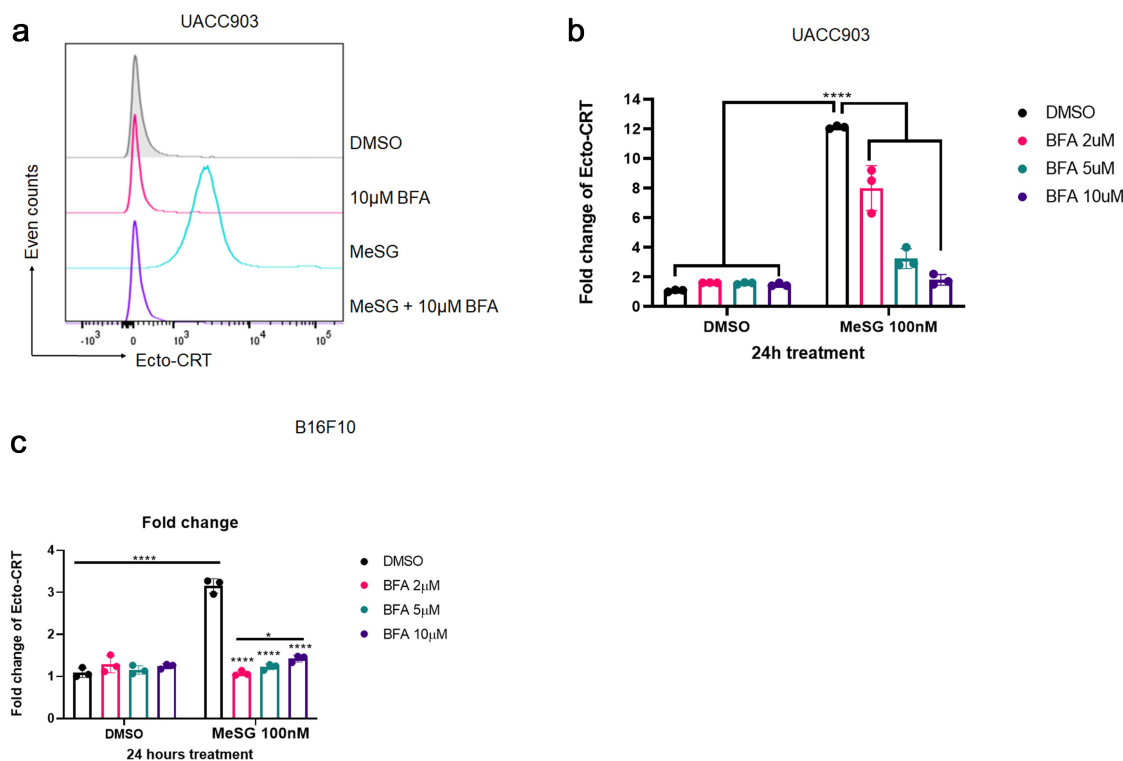 a
UACC903
DMSO
10µM BFA
MeSG
MeSG + 10µM BFA
Even counts
-10³ 0 10³ 10⁴ 10⁵
Ecto-CRT
b
UACC903
Fold change of Ecto-CRT
14
12
10
8
6
4
2
0
****
DMSO
MeSG 100nM
24h treatment
DMSO
BFA 2uM
BFA 5uM
BFA 10uM
c
B16F10
Fold change
Fold change of Ecto-CRT
4
3
2
1
0
****
*
**** **** ****
DMSO
MeSG 100nM
24 hours treatment
DMSO
BFA 2µM
BFA 5µM
BFA 10µM